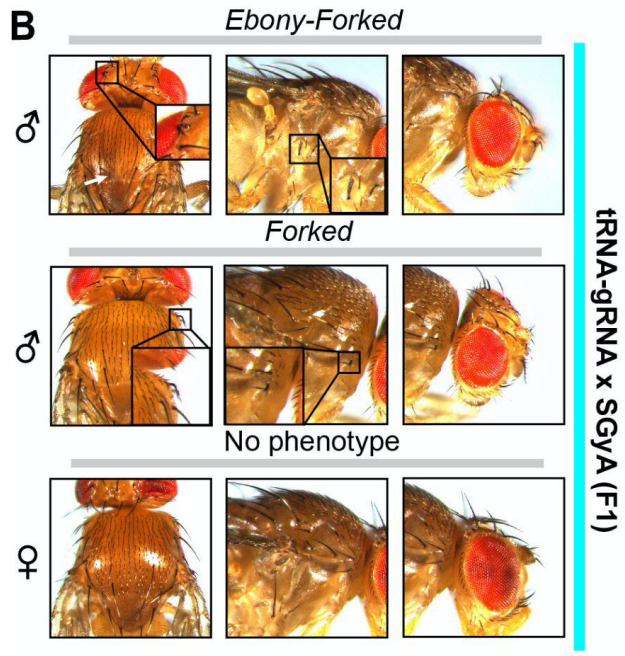 B
Ebony-Forked
♂
Forked
♂
No phenotype
♀
tRNA-gRNA x SGyA (F1)